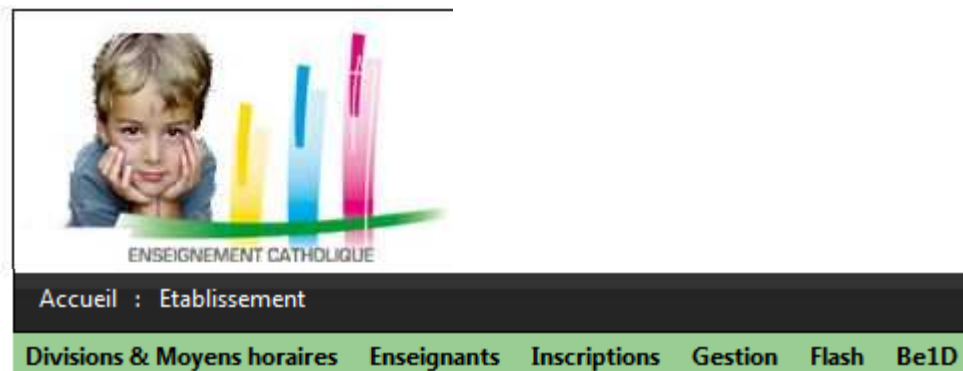 ENSEIGNEMENT CATHOLIQUE
Accueil : Etablissement
Divisions & Moyens horaires Enseignants Inscriptions Gestion Flash Be1D